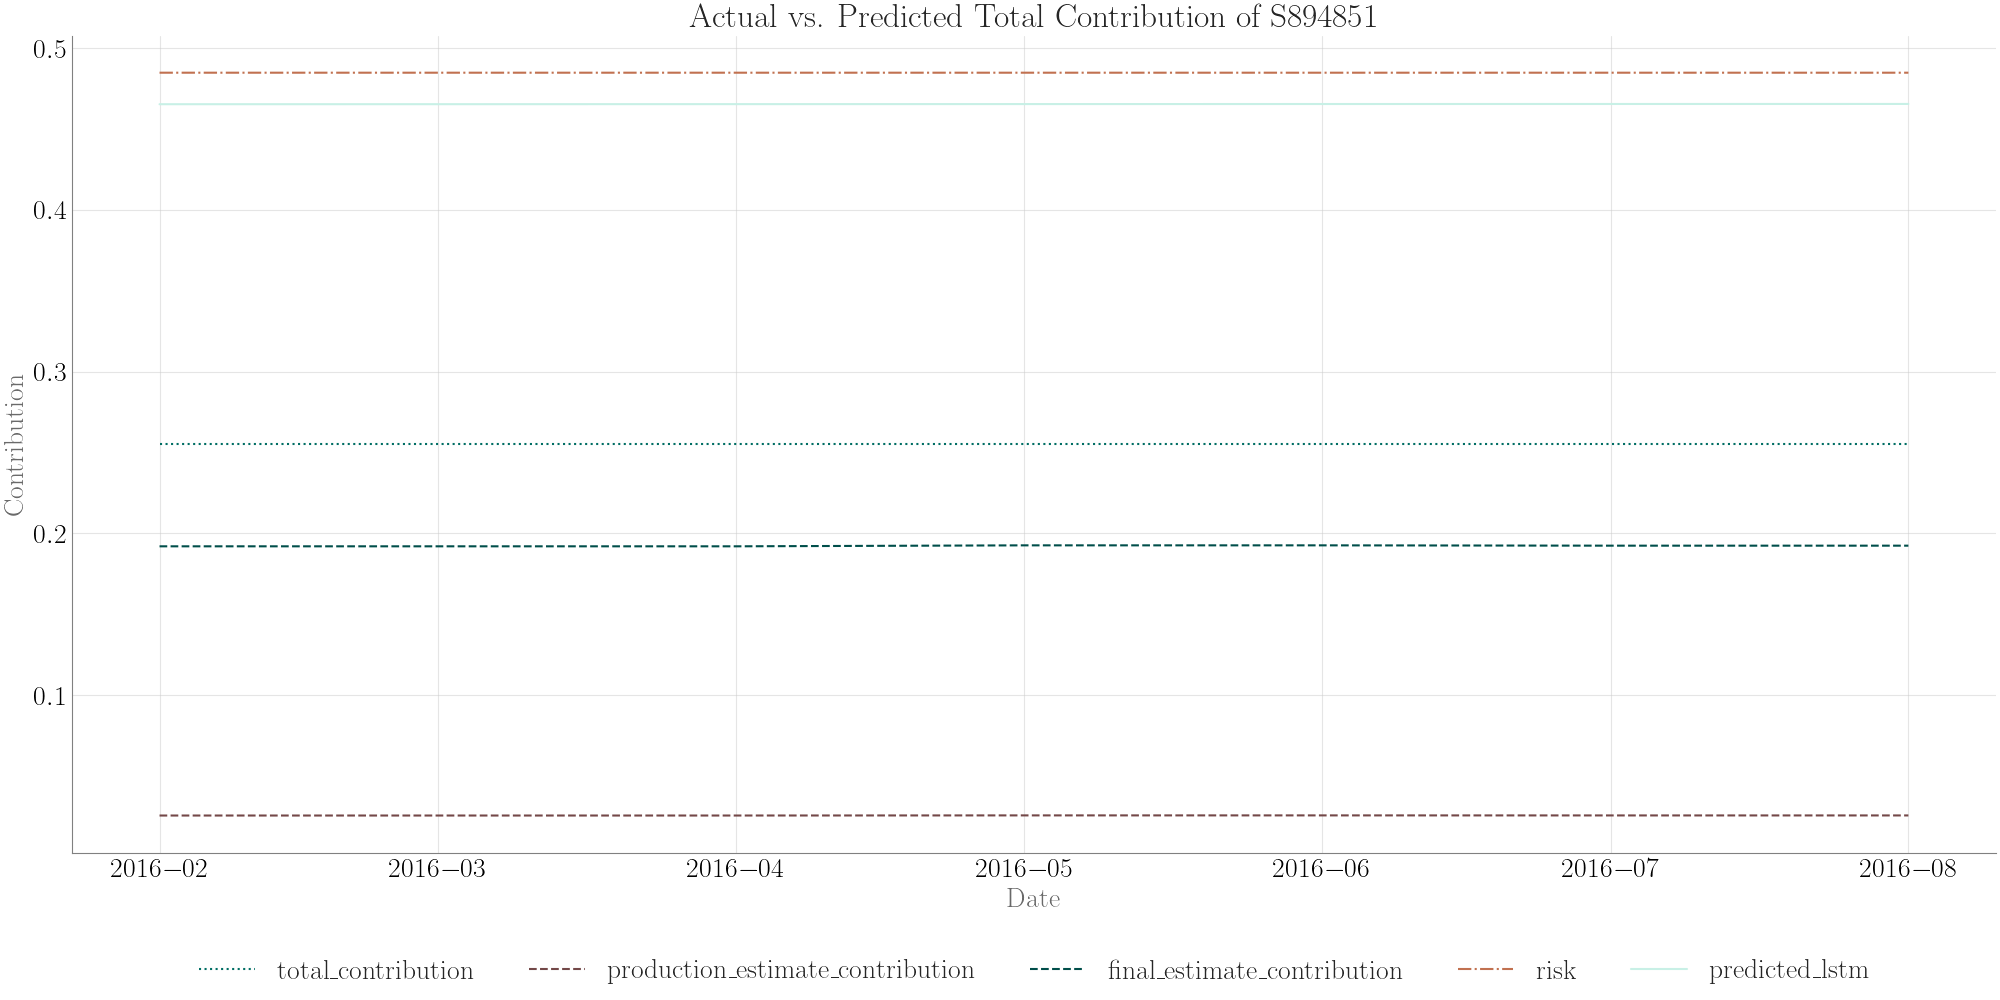 Actual vs. Predicted Total Contribution of S894851
0.5
0.4
0.3
0.2
0.1
Contribution
2016–02 2016–03 2016–04 2016–05 2016–06 2016–07 2016–08
Date
total_contribution production_estimate_contribution final_estimate_contribution risk predicted_lstm